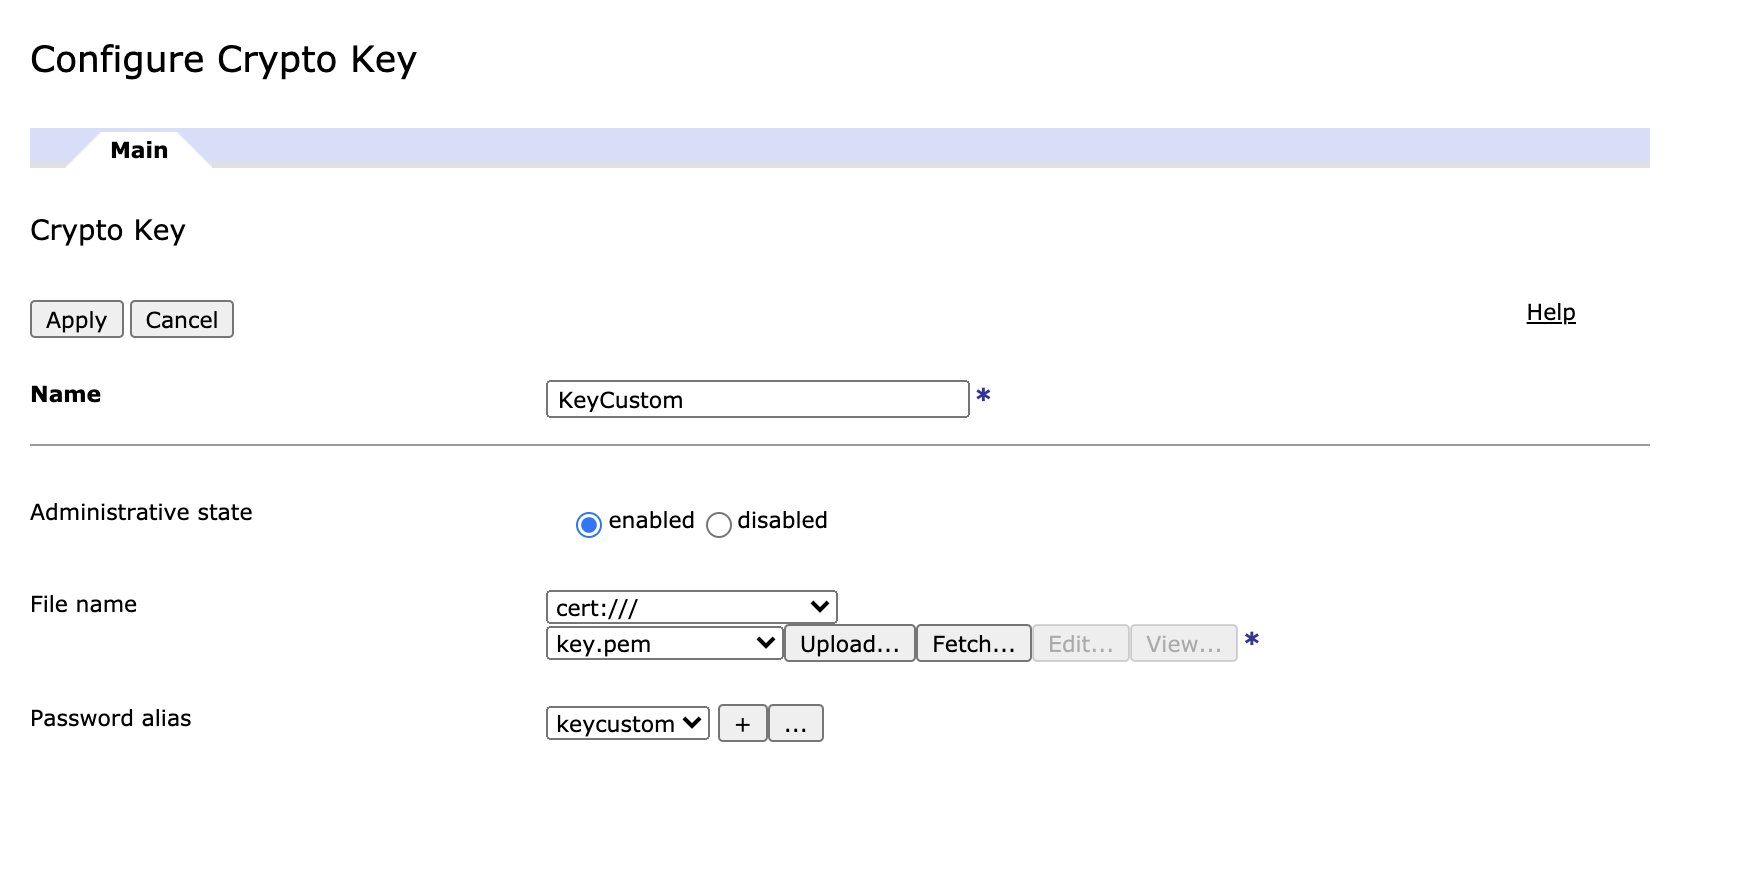 Configure Crypto Key
Main
Crypto Key
Apply Cancel Help
Name KeyCustom *
Administrative state enabled disabled
File name cert:///
key.pem Upload... Fetch... Edit... View... *
Password alias keycustom + ...